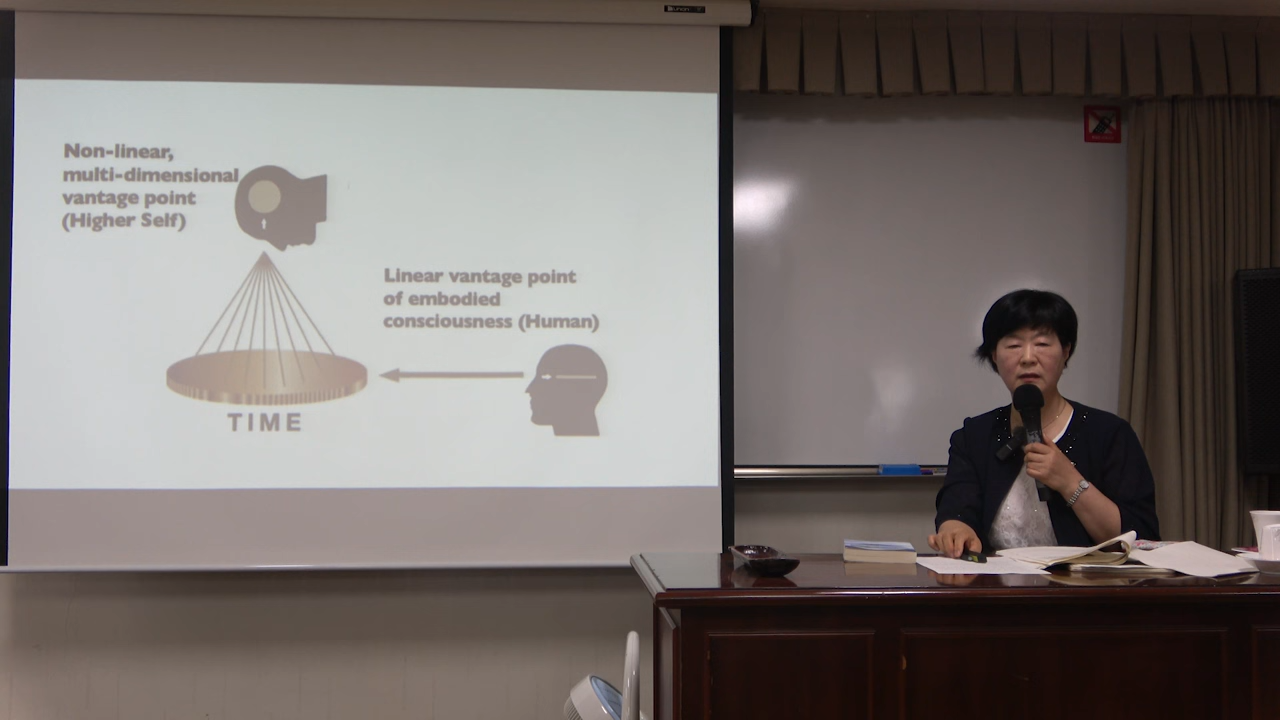 Non-linear,
multi-dimensional
vantage point
(Higher Self)
Linear vantage point
of embodied
consciousness (Human)
TIME